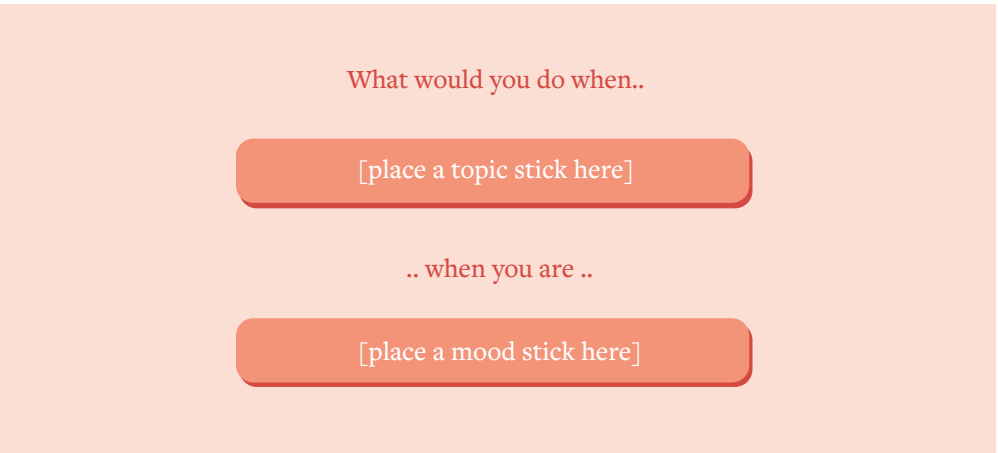 What would you do when..
[place a topic stick here]
.. when you are ..
[place a mood stick here]